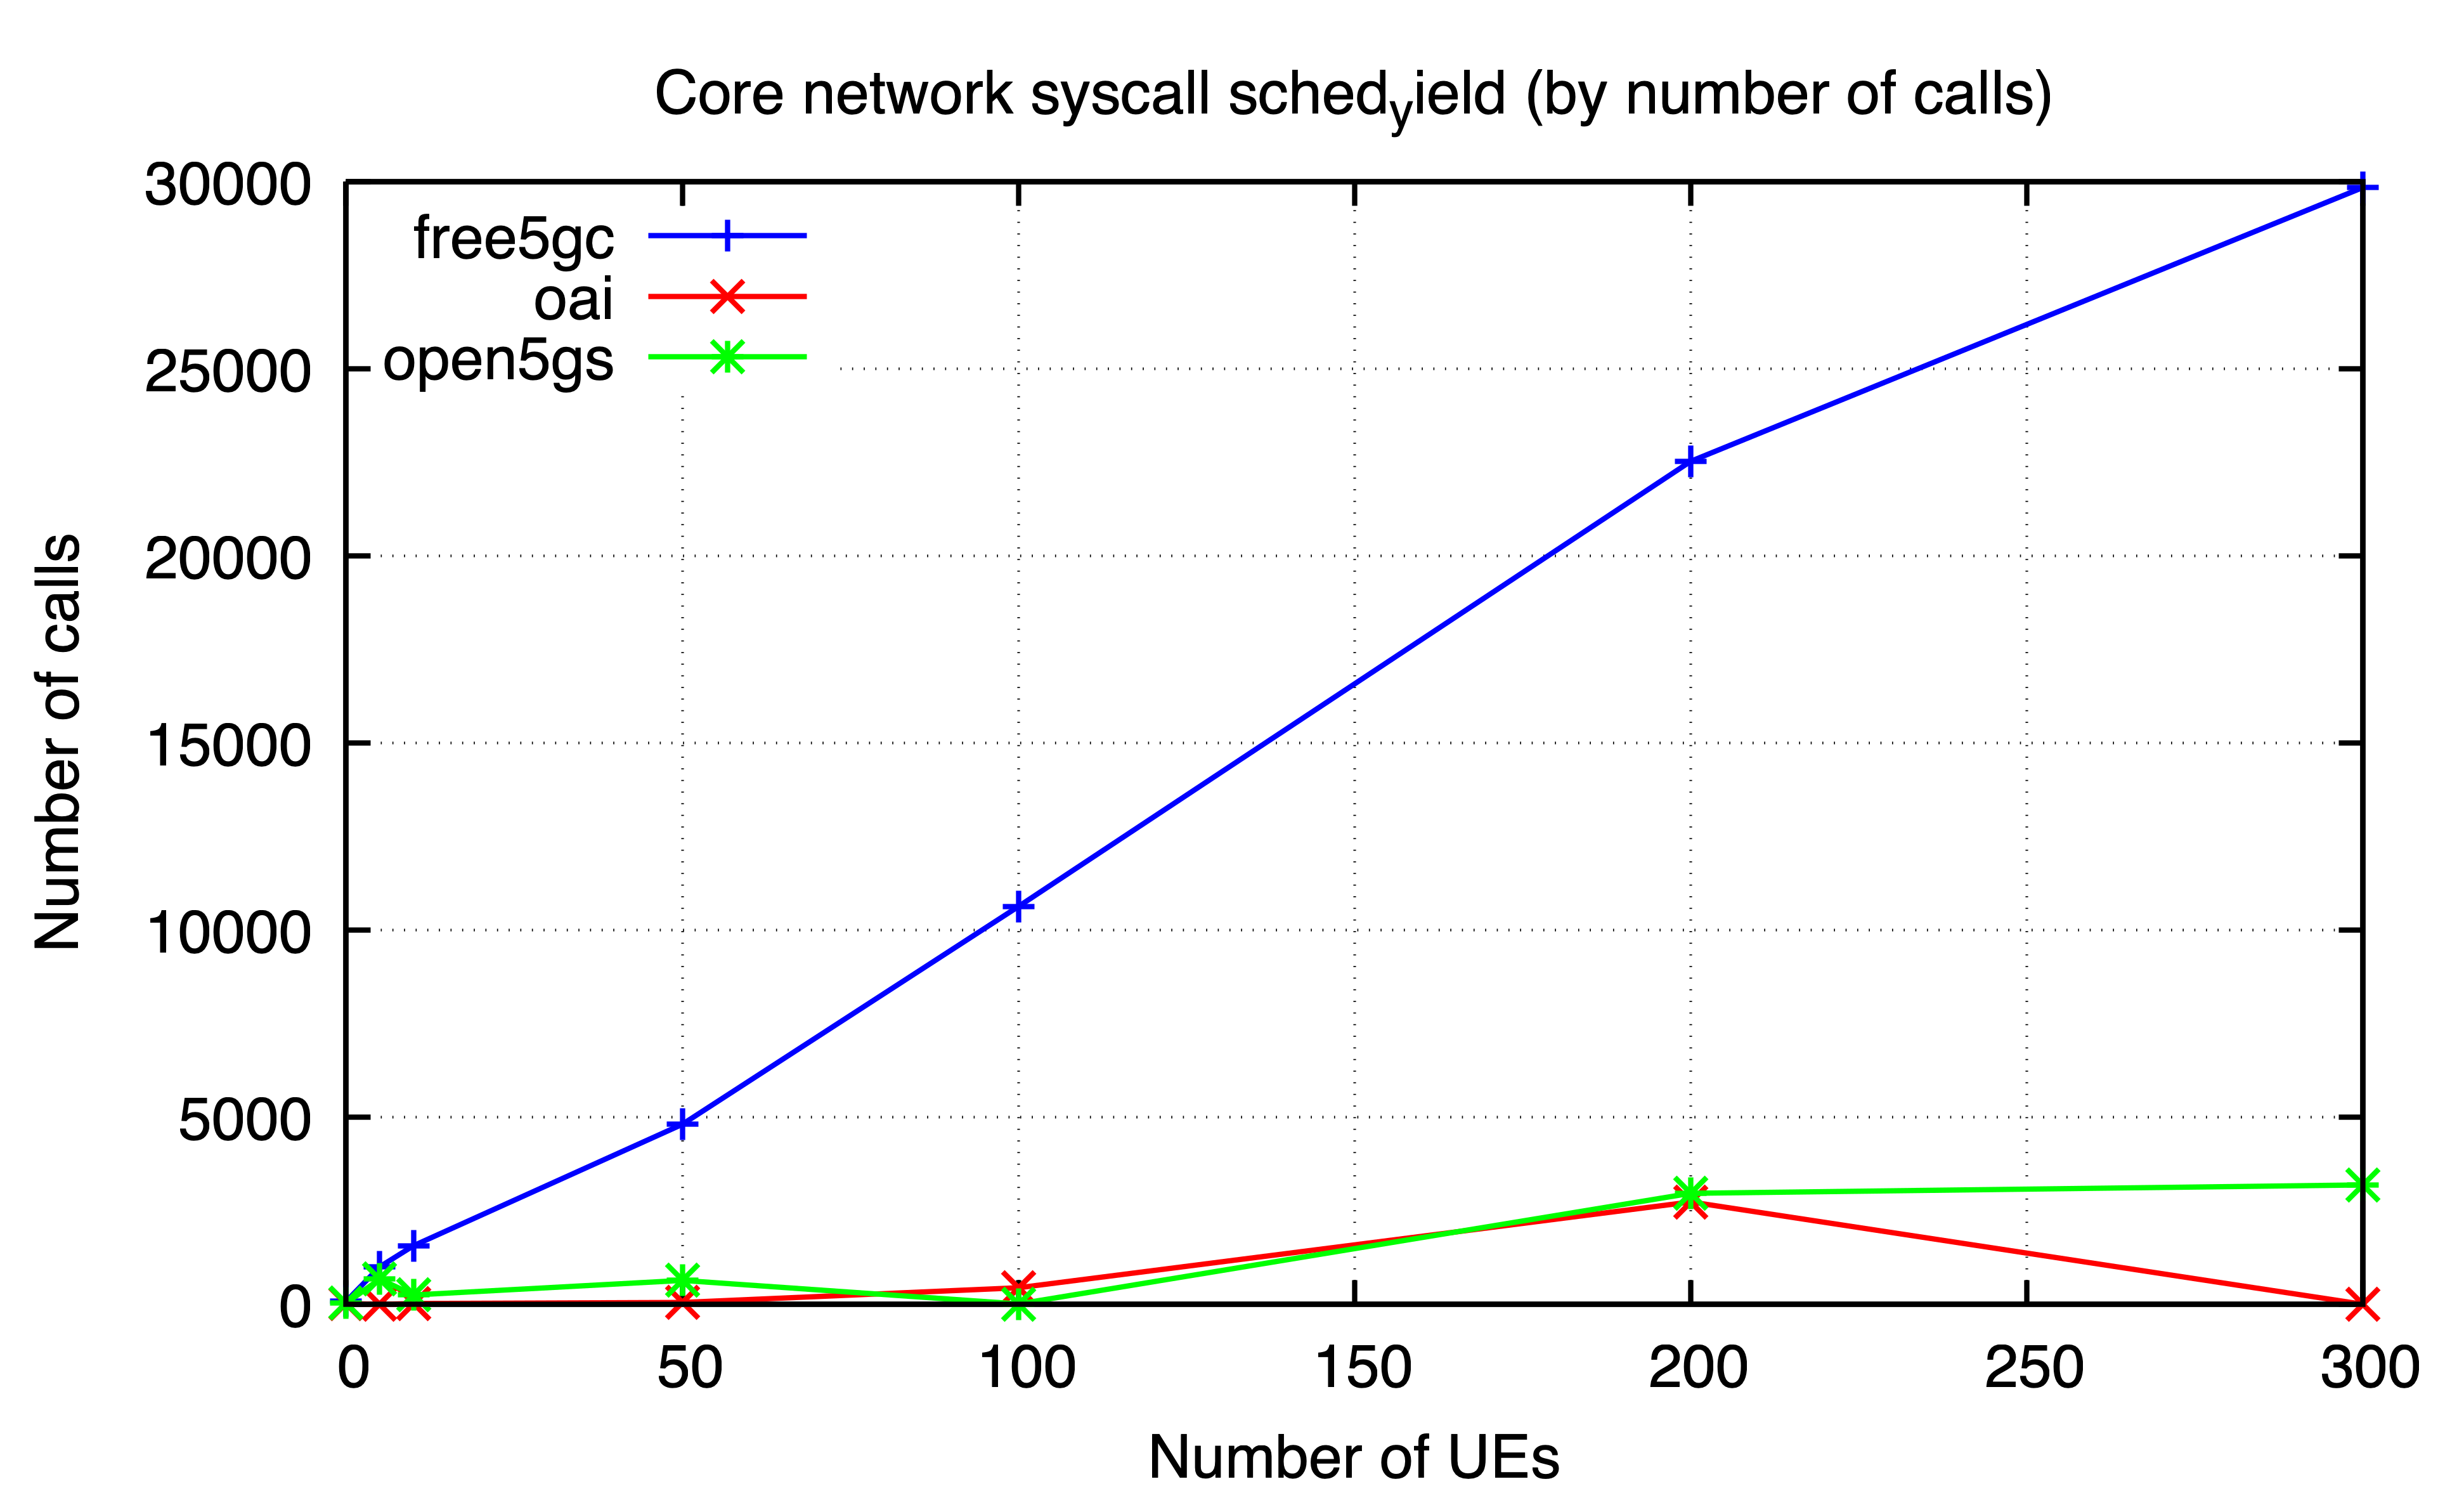 Core network syscall sched_yield (by number of calls)
30000
25000
20000
15000
10000
5000
0
Number of calls
free5gc
oai
open5gs
0 50 100 150 200 250 300
Number of UEs